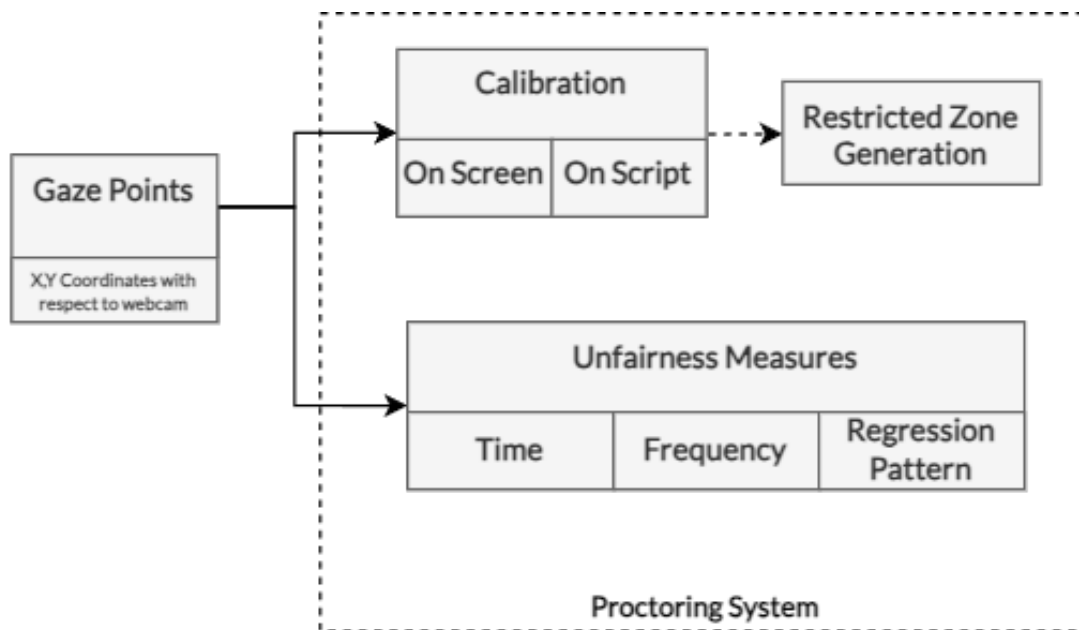 Gaze Points
X,Y Coordinates with
respect to webcam
Calibration
On Screen
On Script
Restricted Zone
Generation
Unfairness Measures
Time
Frequency
Regression
Pattern
Proctoring System